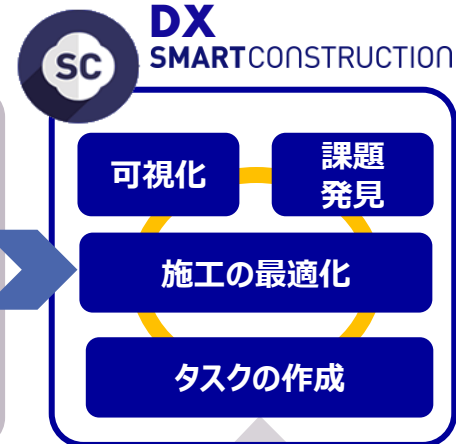 DX
SC
SMARTCONSTRUCTION
可視化
課題
発見
施工の最適化
タスクの作成